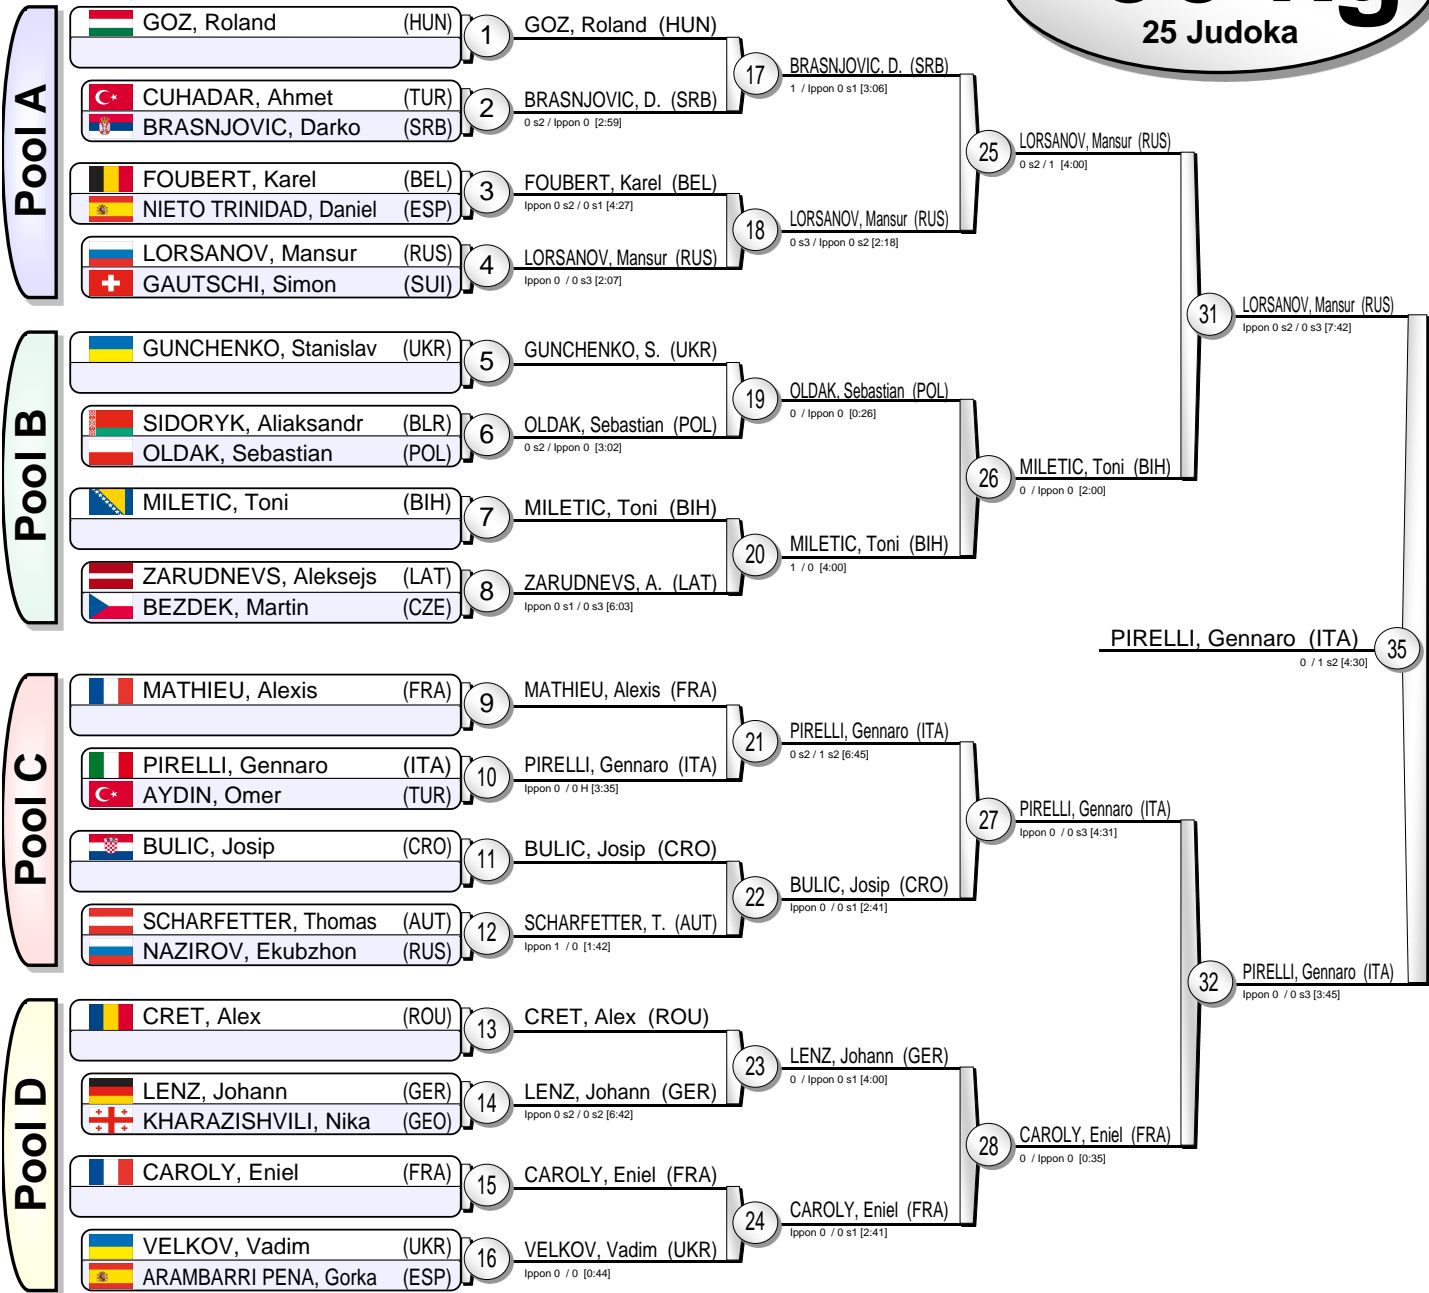 25 Judoka
Pool A
GOZ, Roland (HUN)
CUHADAR, Ahmet (TUR)
BRASNJOVIC, Darko (SRB)
FOUBERT, Karel (BEL)
NIETO TRINIDAD, Daniel (ESP)
LORSANOV, Mansur (RUS)
GAUTSCHI, Simon (SUI)
1
2
3
4
GOZ, Roland (HUN)
BRASNJOVIC, D. (SRB)
0 s2 / Ippon 0 [2:59]
FOUBERT, Karel (BEL)
Ippon 0 s2 / 0 s1 [4:27]
LORSANOV, Mansur (RUS)
Ippon 0 / 0 s3 [2:07]
17
18
BRASNJOVIC, D. (SRB)
1 / Ippon 0 s1 [3:06]
LORSANOV, Mansur (RUS)
0 s3 / Ippon 0 s2 [2:18]
25
LORSANOV, Mansur (RUS)
0 s2 / 1 [4:00]
Pool B
GUNCHENKO, Stanislav (UKR)
SIDORYK, Aliaksandr (BLR)
OLDAK, Sebastian (POL)
MILETIC, Toni (BIH)
ZARUDNEVS, Aleksejs (LAT)
BEZDEK, Martin (CZE)
5
6
7
8
GUNCHENKO, S. (UKR)
OLDAK, Sebastian (POL)
0 s2 / Ippon 0 [3:02]
MILETIC, Toni (BIH)
ZARUDNEVS, A. (LAT)
Ippon 0 s1 / 0 s3 [6:03]
19
20
OLDAK, Sebastian (POL)
0 / Ippon 0 [0:26]
MILETIC, Toni (BIH)
1 / 0 [4:00]
26
MILETIC, Toni (BIH)
0 / Ippon 0 [2:00]
31
LORSANOV, Mansur (RUS)
Ippon 0 s2 / 0 s3 [7:42]
PIRELLI, Gennaro (ITA)
0 / 1 s2 [4:30]
35
Pool C
MATHIEU, Alexis (FRA)
PIRELLI, Gennaro (ITA)
AYDIN, Omer (TUR)
BULIC, Josip (CRO)
SCHARFETTER, Thomas (AUT)
NAZIROV, Ekubzhon (RUS)
9
10
11
12
MATHIEU, Alexis (FRA)
PIRELLI, Gennaro (ITA)
Ippon 0 / 0 H [3:35]
BULIC, Josip (CRO)
SCHARFETTER, T. (AUT)
Ippon 1 / 0 [1:42]
21
22
PIRELLI, Gennaro (ITA)
0 s2 / 1 s2 [6:45]
BULIC, Josip (CRO)
Ippon 0 / 0 s1 [2:41]
27
PIRELLI, Gennaro (ITA)
Ippon 0 / 0 s3 [4:31]
Pool D
CRET, Alex (ROU)
LENZ, Johann (GER)
KHARAZISHVILI, Nika (GEO)
CAROLY, Eniel (FRA)
VELKOV, Vadim (UKR)
ARAMBARRI PENA, Gorka (ESP)
13
14
15
16
CRET, Alex (ROU)
LENZ, Johann (GER)
Ippon 0 s2 / 0 s2 [6:42]
CAROLY, Eniel (FRA)
VELKOV, Vadim (UKR)
Ippon 0 / 0 [0:44]
23
24
LENZ, Johann (GER)
0 / Ippon 0 s1 [4:00]
CAROLY, Eniel (FRA)
Ippon 0 / 0 s1 [2:41]
28
CAROLY, Eniel (FRA)
0 / Ippon 0 [0:35]
32
PIRELLI, Gennaro (ITA)
Ippon 0 / 0 s3 [3:45]